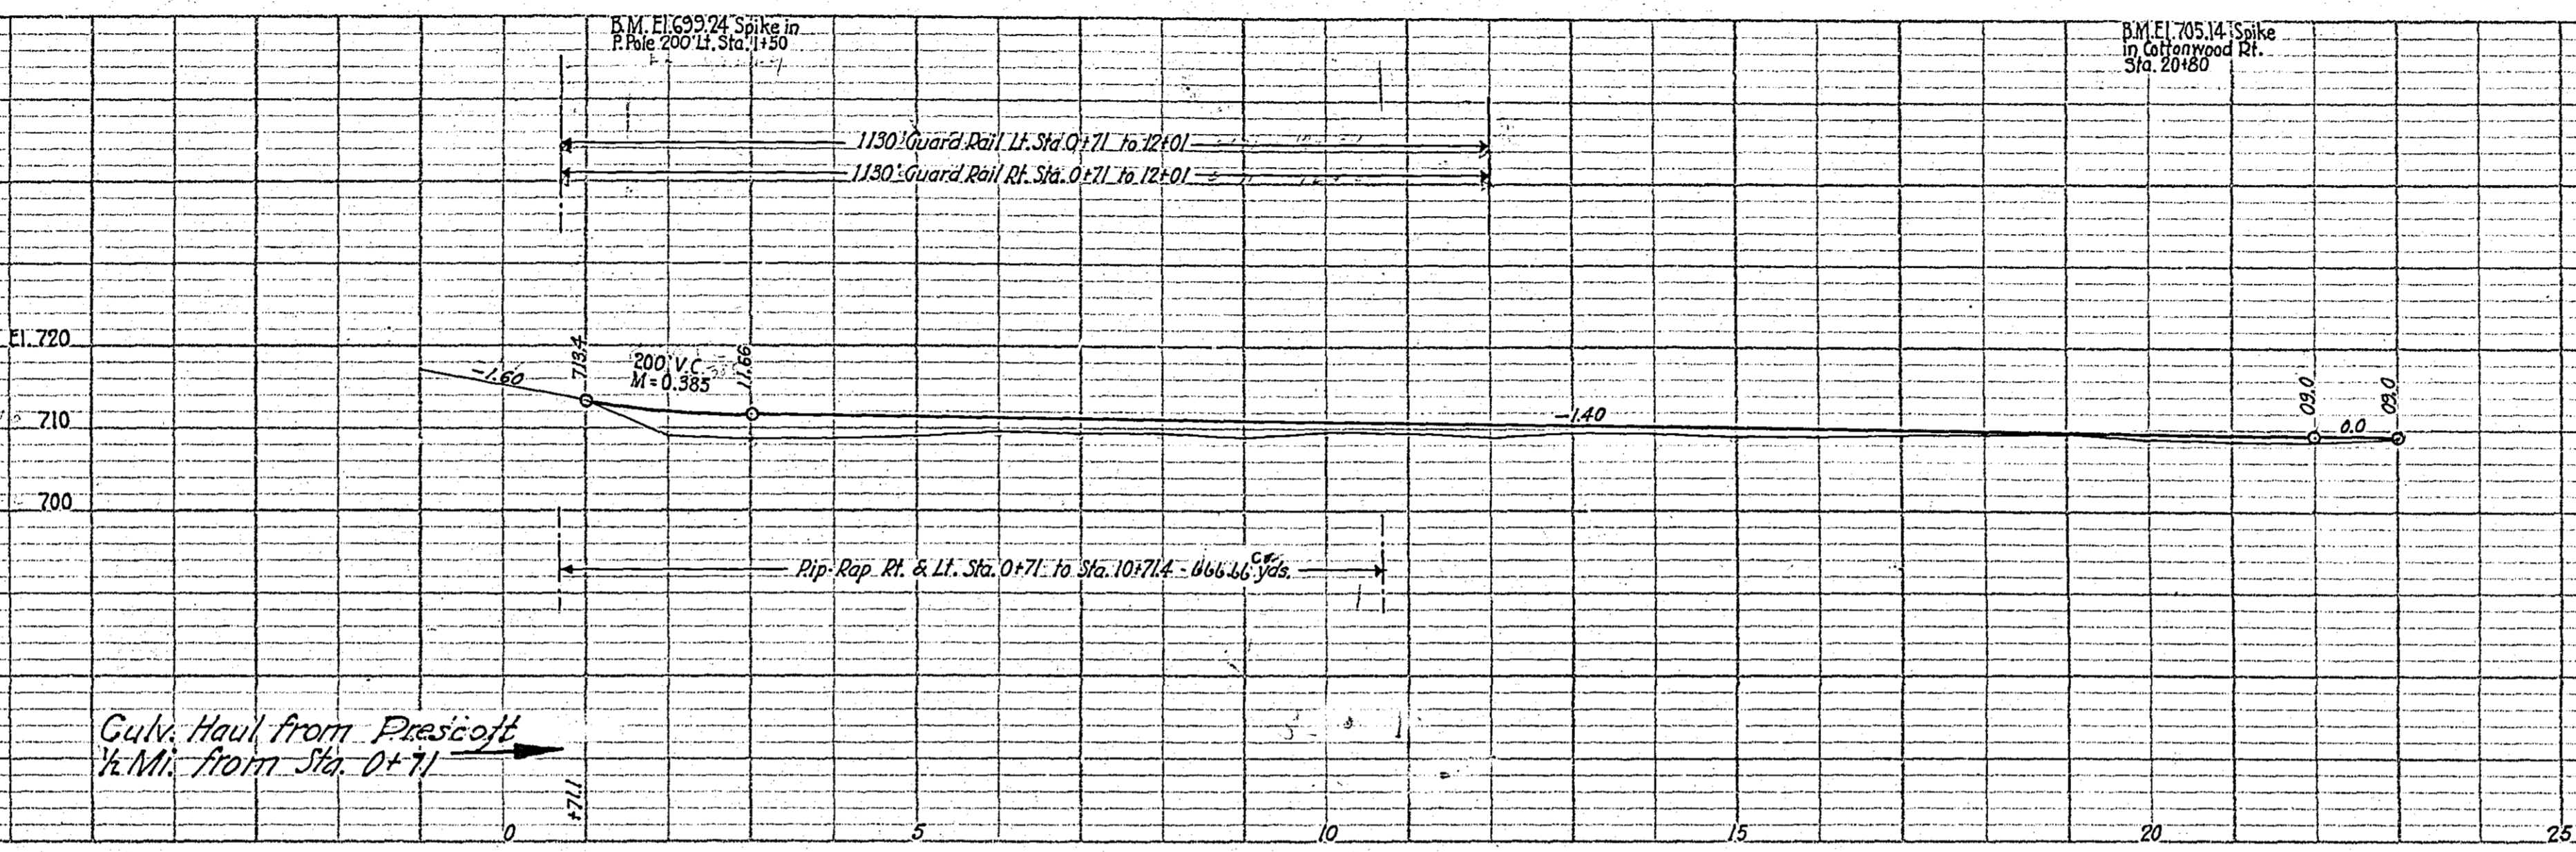 B.M. El. 699.24 Spike in
P. Pole 200' Lt. Sta. 1+50
B.M. El. 705.14 Spike
in Cottonwood Rt.
Sta. 20+80
1130' Guard Rail Lt. Sta. 0+71 to 12+01
1130' Guard Rail Rt. Sta. 0+71 to 12+01
El. 720
713.4
200' V.C.
M = 0.385
11.66
-1.60
710
-1.40
09.0
0.0
09.0
700
Rip-Rap Rt. & Lt. Sta. 0+71 to Sta. 10+71.4 - 666.66 yds.
Culv. Haul from Prescott
½ Mi. from Sta. 0+71
+71.1
0 5 10 15 20 25